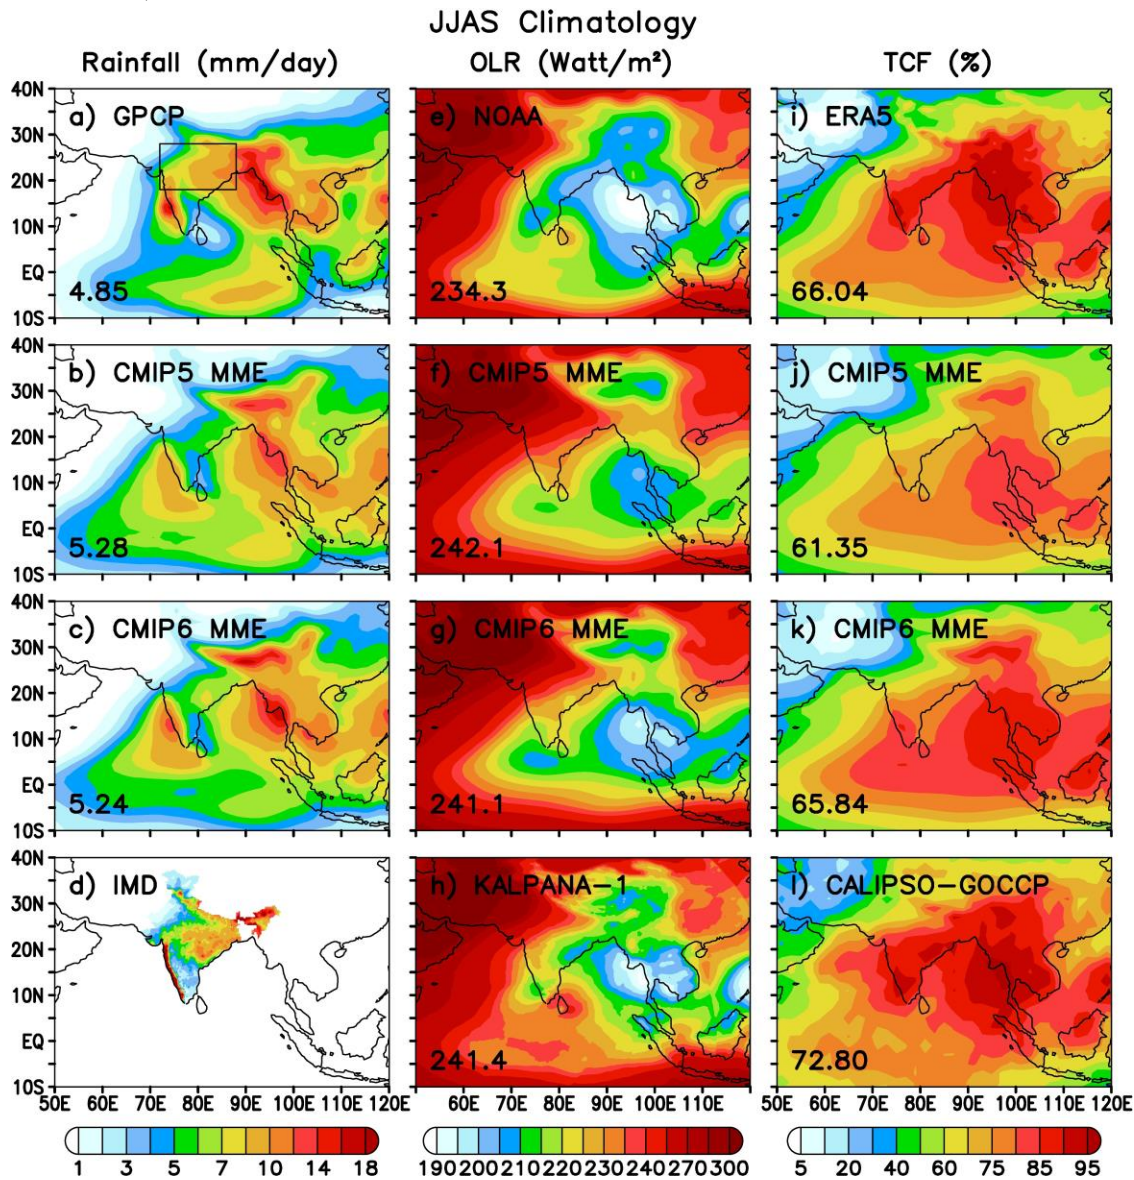 JJAS Climatology
Rainfall (mm/day) OLR (Watt/m²) TCF (%)
40N a) GPCP e) NOAA i) ERA5
30N
20N
10N
EQ
4.85 234.3 66.04
10S
40N b) CMIP5 MME f) CMIP5 MME j) CMIP5 MME
30N
20N
10N
EQ
5.28 242.1 61.35
10S
40N c) CMIP6 MME g) CMIP6 MME k) CMIP6 MME
30N
20N
10N
EQ
5.24 241.1 65.84
10S
40N d) IMD h) KALPANA-1 l) CALIPSO-GOCCP
30N
20N
10N
EQ
241.4 72.80
10S
50E 60E 70E 80E 90E 100E 110E 120E 60E 70E 80E 90E 100E 110E 50E 60E 70E 80E 90E 100E 110E 120E
1 3 5 7 10 14 18 190 200 210 220 230 240 270 300 5 20 40 60 75 85 95